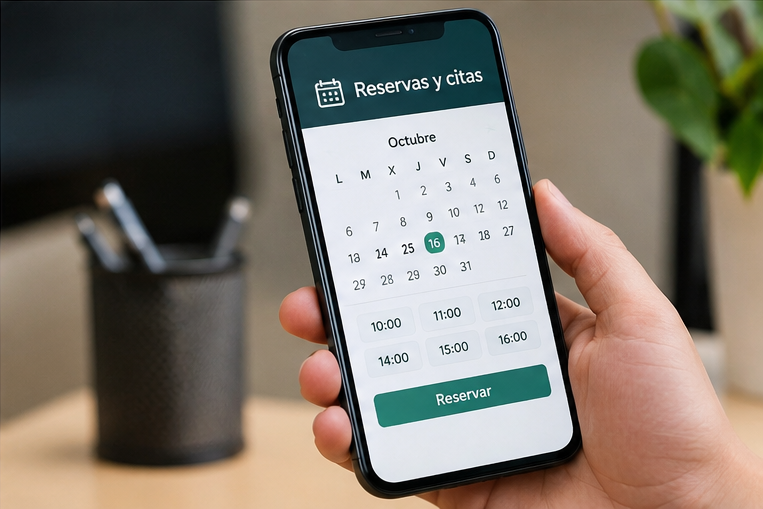 Reservas y citas
Octubre
L M X J V S D
1 2 3 4 6
6 7 8 9 10 12 12
13 14 25 16 17 18 27
29 28 29 30 31
10:00 11:00 12:00
14:00 15:00 16:00
Reservar